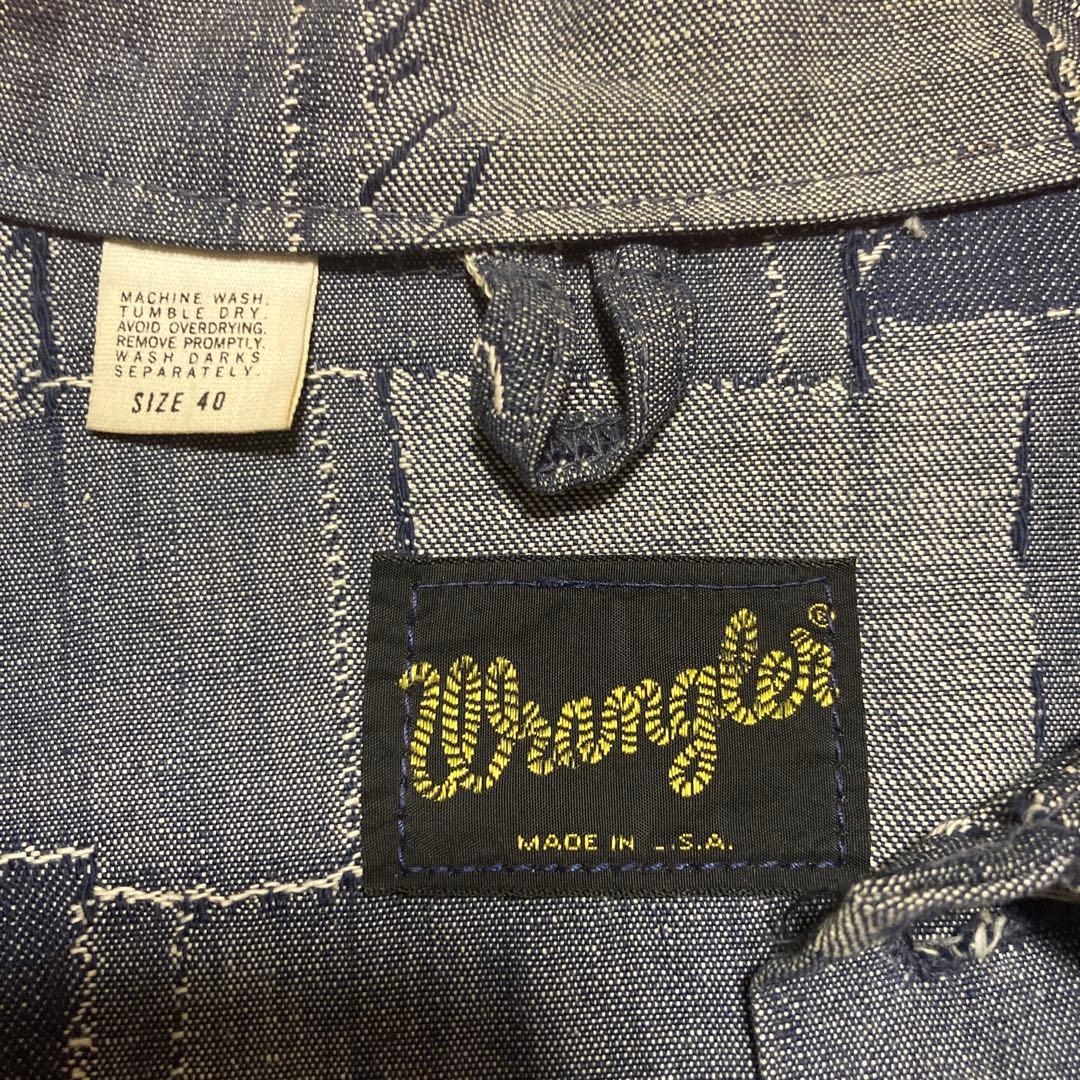 MACHINE WASH.
TUMBLE DRY.
AVOID OVERDRYING.
REMOVE PROMPTLY.
WASH DARKS
SEPARATELY.
SIZE 40
Wrangler®
MADE IN U.S.A.